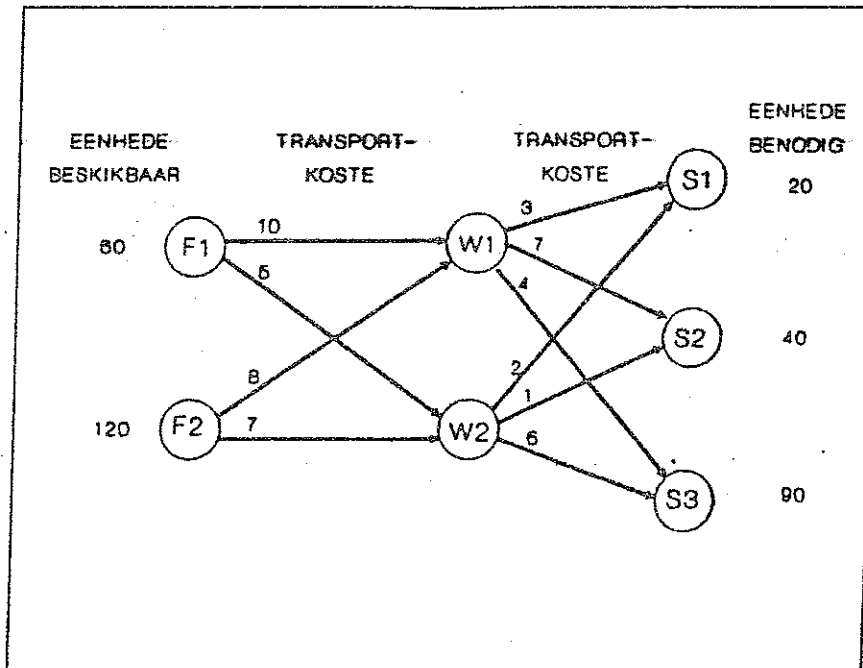 EENHEDE
BESKIKBAAR
TRANSPORT-
KOSTE
TRANSPORT-
KOSTE
EENHEDE
BENODIG
F1
10
5
W1
3
7
4
S1
20
S2
40
120
F2
8
7
W2
2
1
6
S3
90